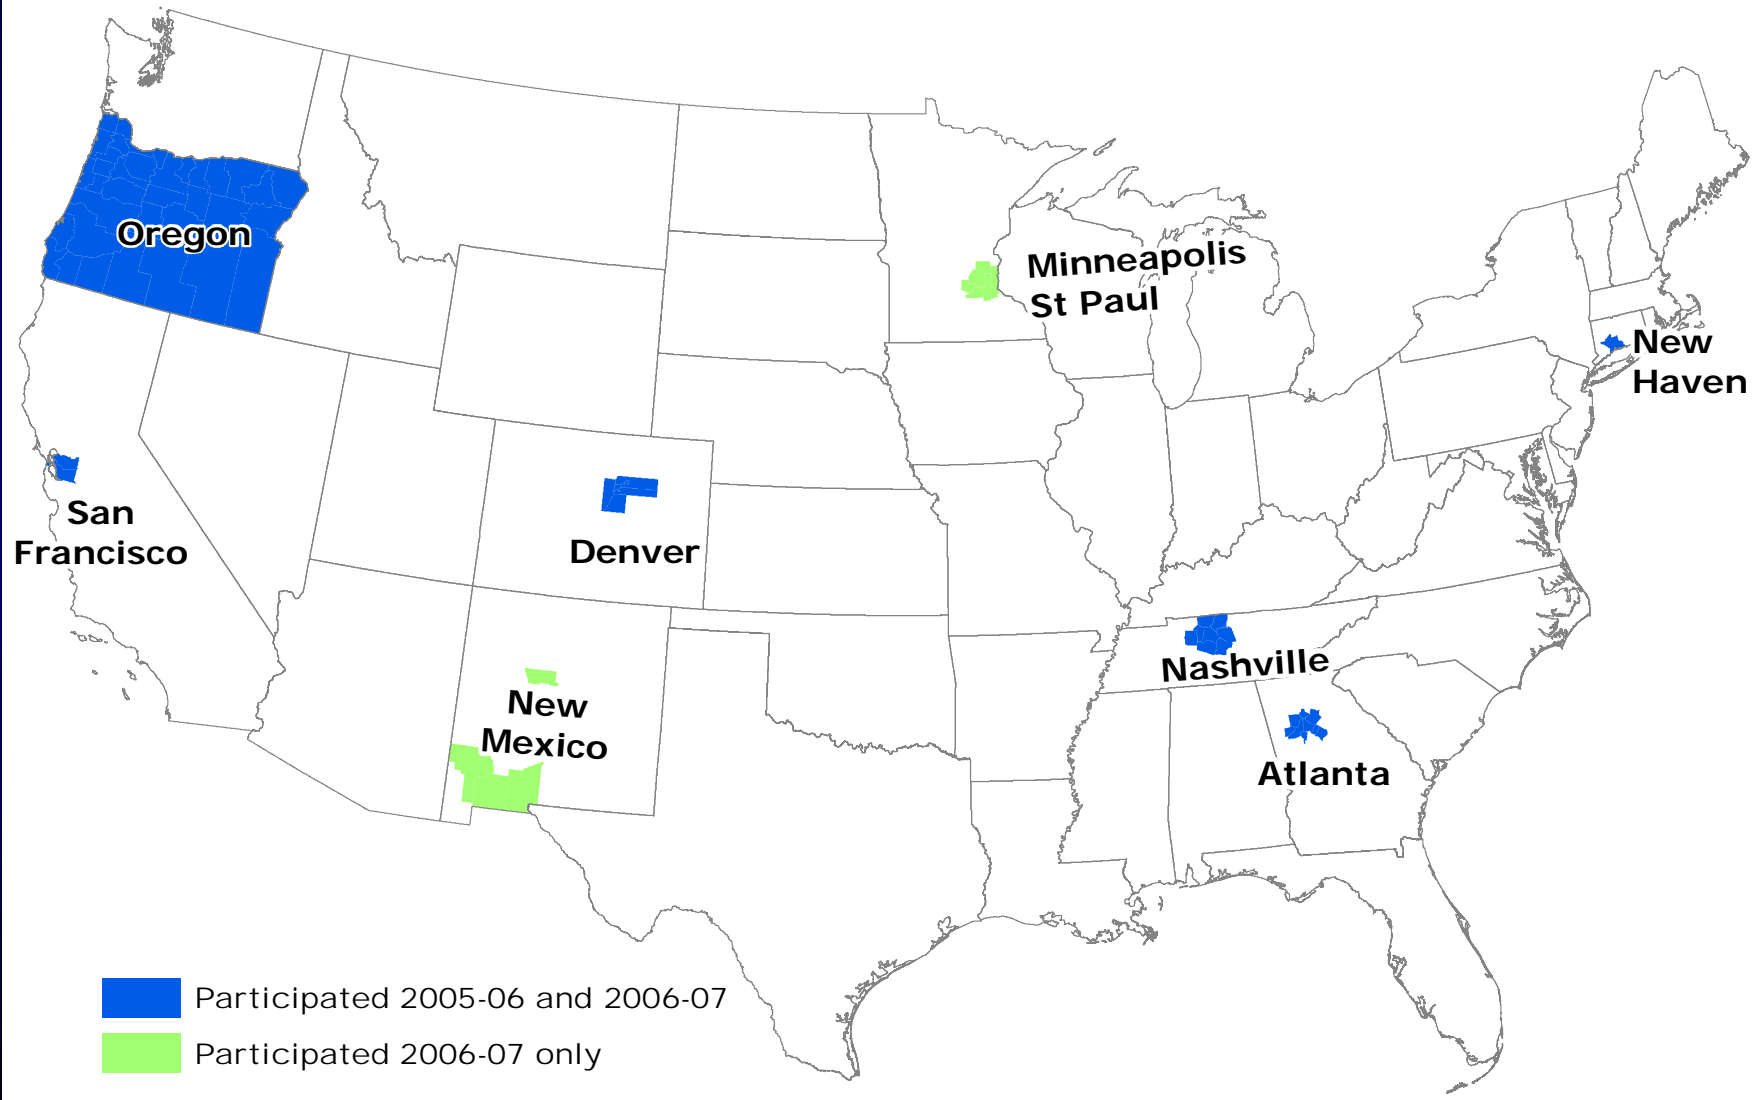 Oregon
Minneapolis
St Paul
New
Haven
San
Francisco
Denver
Nashville
New
Mexico
Atlanta
Participated 2005-06 and 2006-07
Participated 2006-07 only